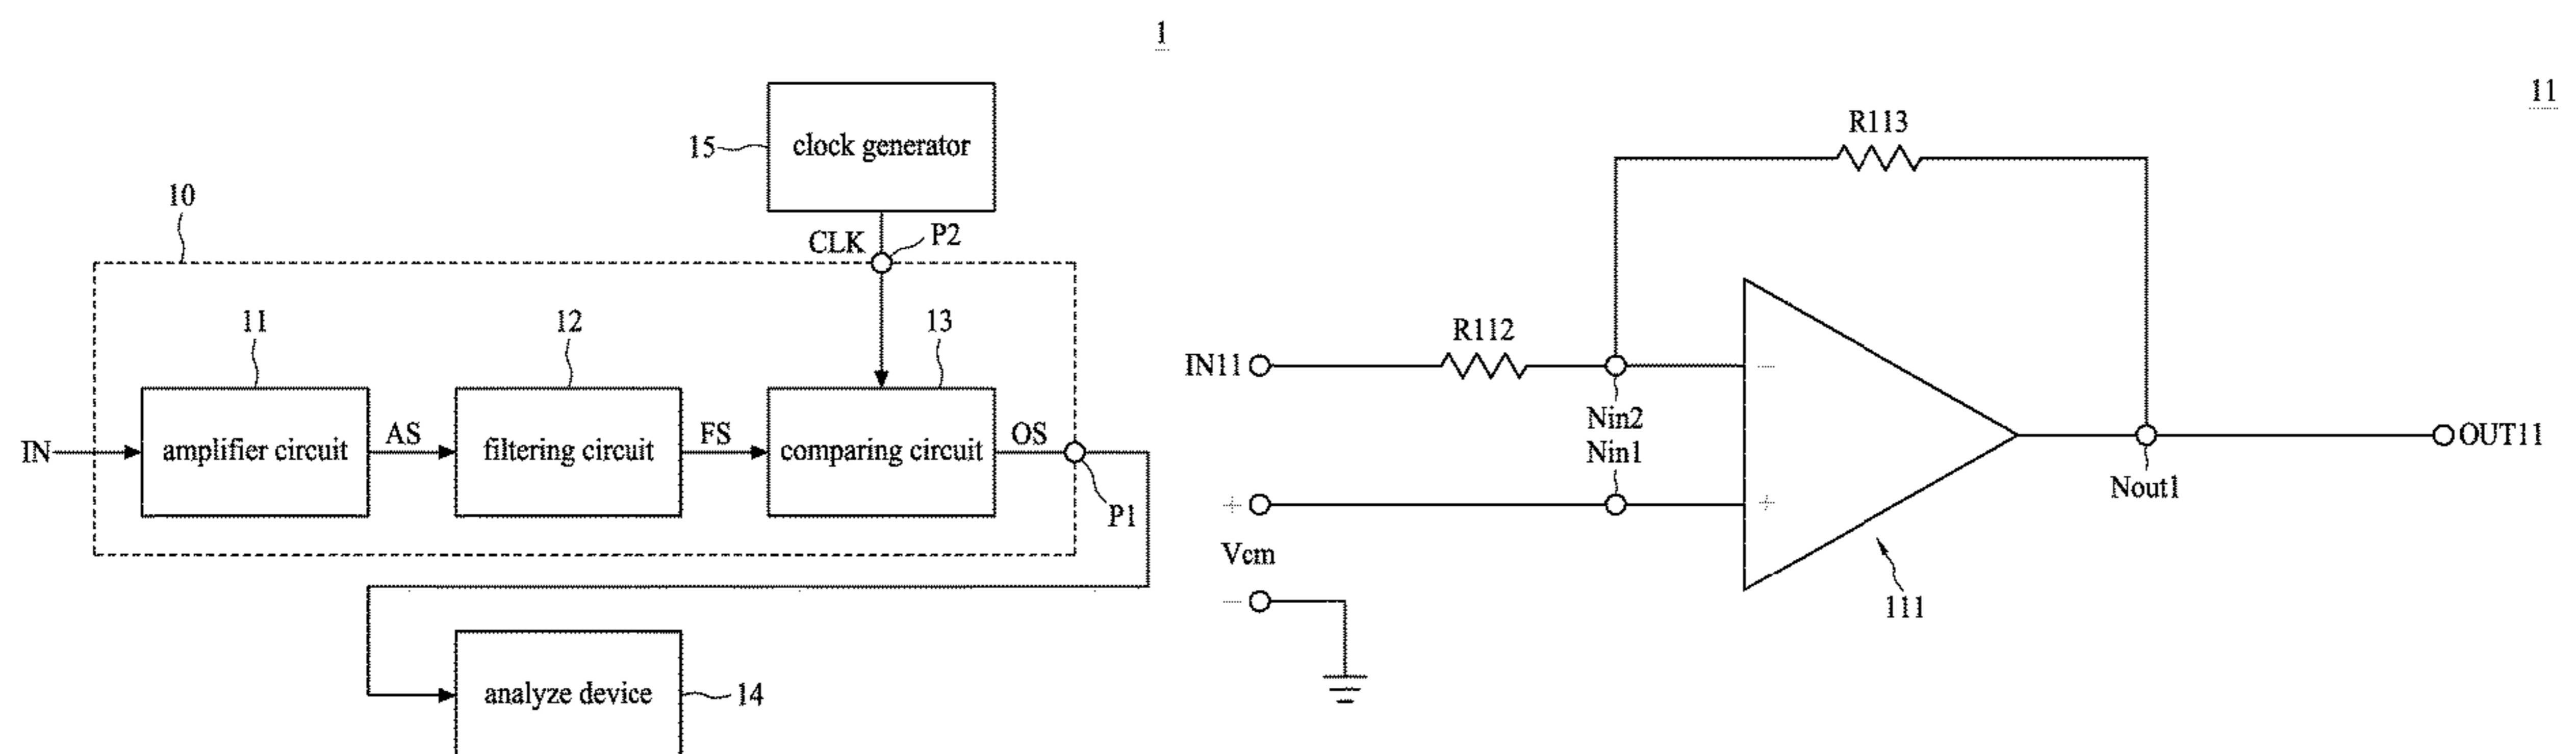 1
15
clock generator
10
CLK
P2
11
12
13
IN
amplifier circuit
AS
filtering circuit
FS
comparing circuit
OS
P1
analyze device
14
11
R113
R112
IN11
−
Nin2
Nin1
+
+
Vcm
−
111
Nout1
OUT11